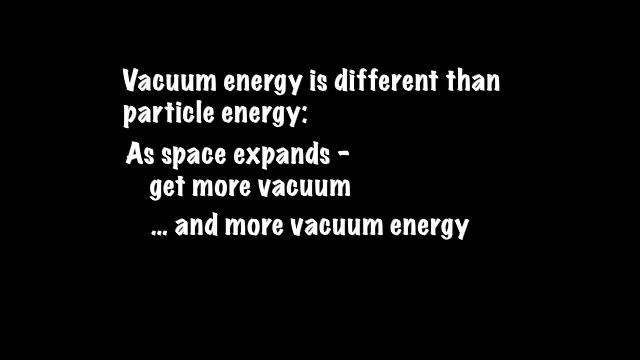 Vacuum energy is different than
particle energy:
As space expands -
get more vacuum
... and more vacuum energy